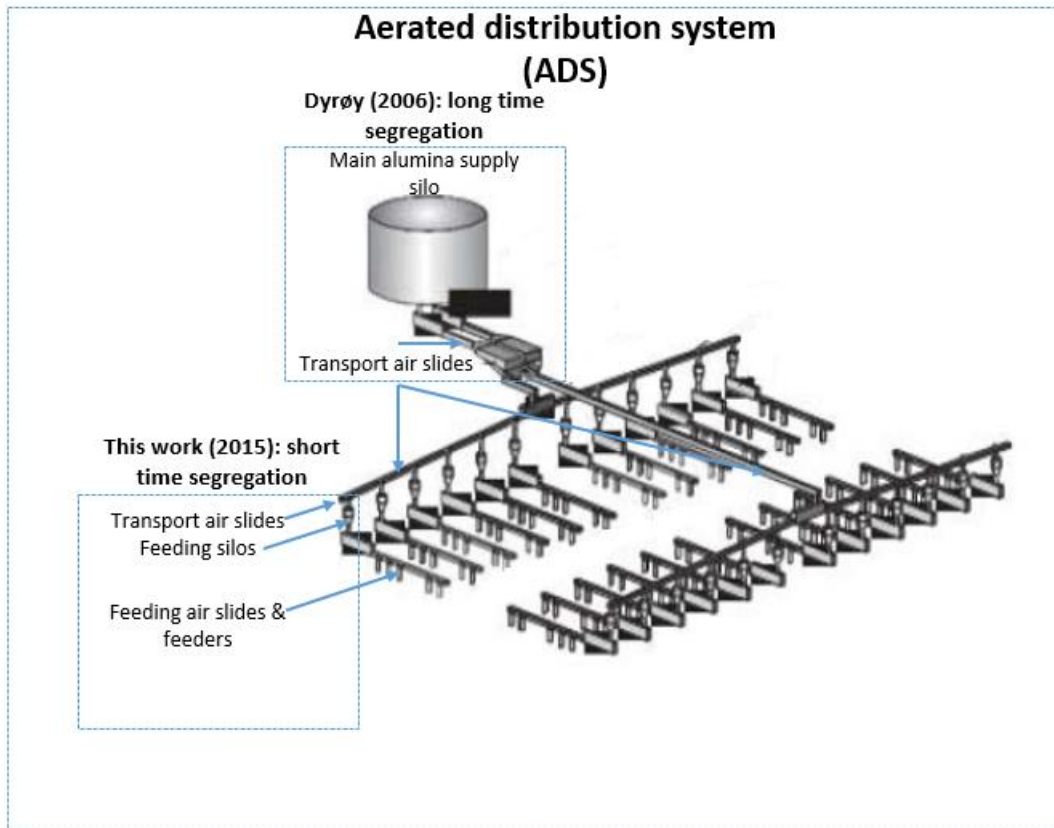 Aerated distribution system
(ADS)
Dyrøy (2006): long time
segregation
Main alumina supply
silo
Transport air slides
This work (2015): short
time segregation
Transport air slides
Feeding silos
Feeding air slides &
feeders